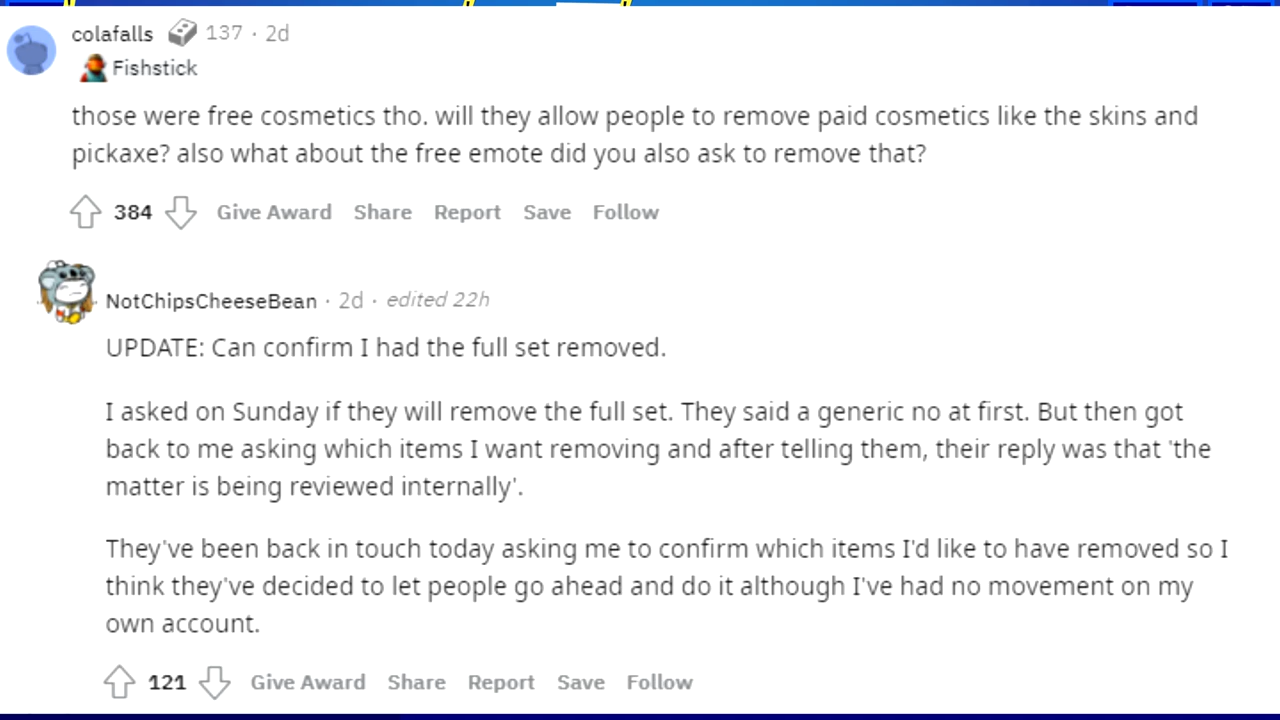 colafalls 137 · 2d
Fishstick
those were free cosmetics tho. will they allow people to remove paid cosmetics like the skins and
pickaxe? also what about the free emote did you also ask to remove that?
384 Give Award Share Report Save Follow
NotChipsCheeseBean · 2d · edited 22h
UPDATE: Can confirm I had the full set removed.
I asked on Sunday if they will remove the full set. They said a generic no at first. But then got
back to me asking which items I want removing and after telling them, their reply was that 'the
matter is being reviewed internally'.
They've been back in touch today asking me to confirm which items I'd like to have removed so I
think they've decided to let people go ahead and do it although I've had no movement on my
own account.
121 Give Award Share Report Save Follow